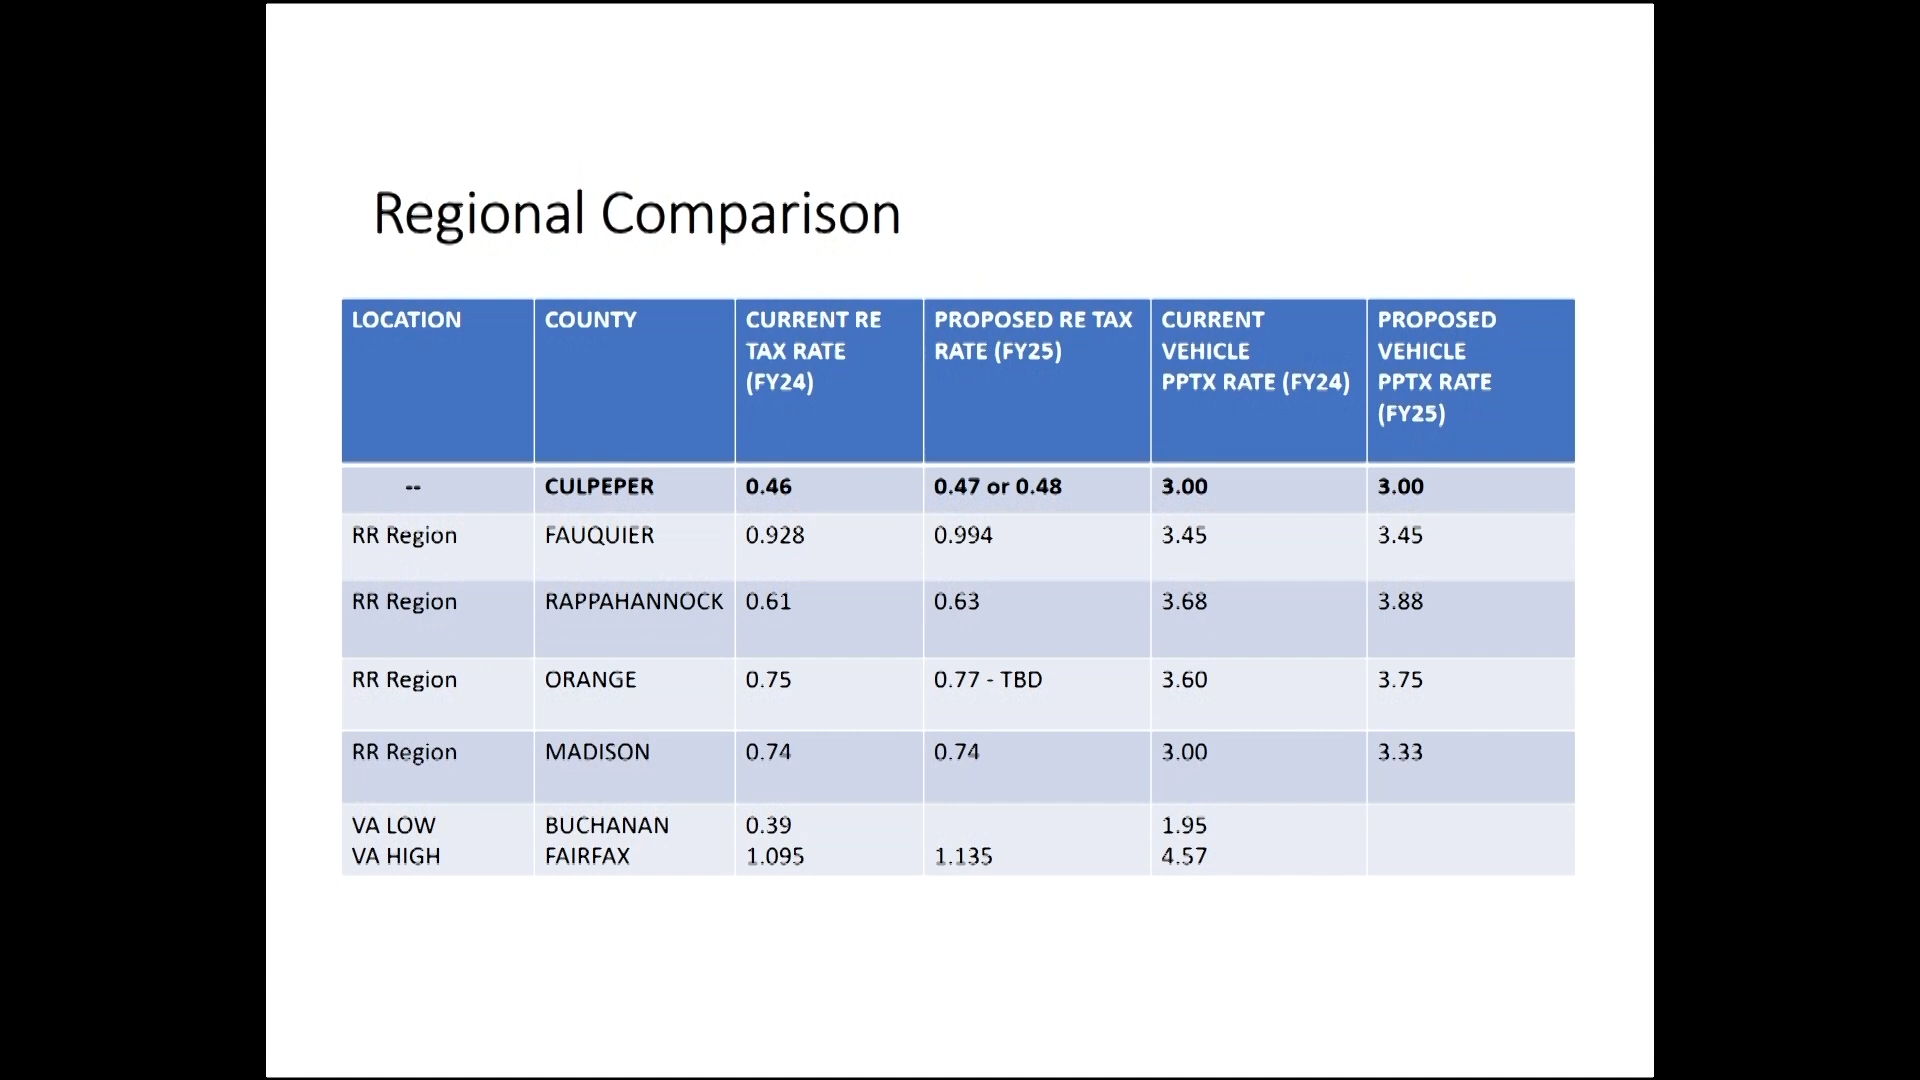 Regional Comparison
LOCATION COUNTY CURRENT RE TAX RATE (FY24) PROPOSED RE TAX RATE (FY25) CURRENT VEHICLE PPTX RATE (FY24) PROPOSED VEHICLE PPTX RATE (FY25)
-- CULPEPER 0.46 0.47 or 0.48 3.00 3.00
RR Region FAUQUIER 0.928 0.994 3.45 3.45
RR Region RAPPAHANNOCK 0.61 0.63 3.68 3.88
RR Region ORANGE 0.75 0.77 - TBD 3.60 3.75
RR Region MADISON 0.74 0.74 3.00 3.33
VA LOW BUCHANAN 0.39 1.95
VA HIGH FAIRFAX 1.095 1.135 4.57